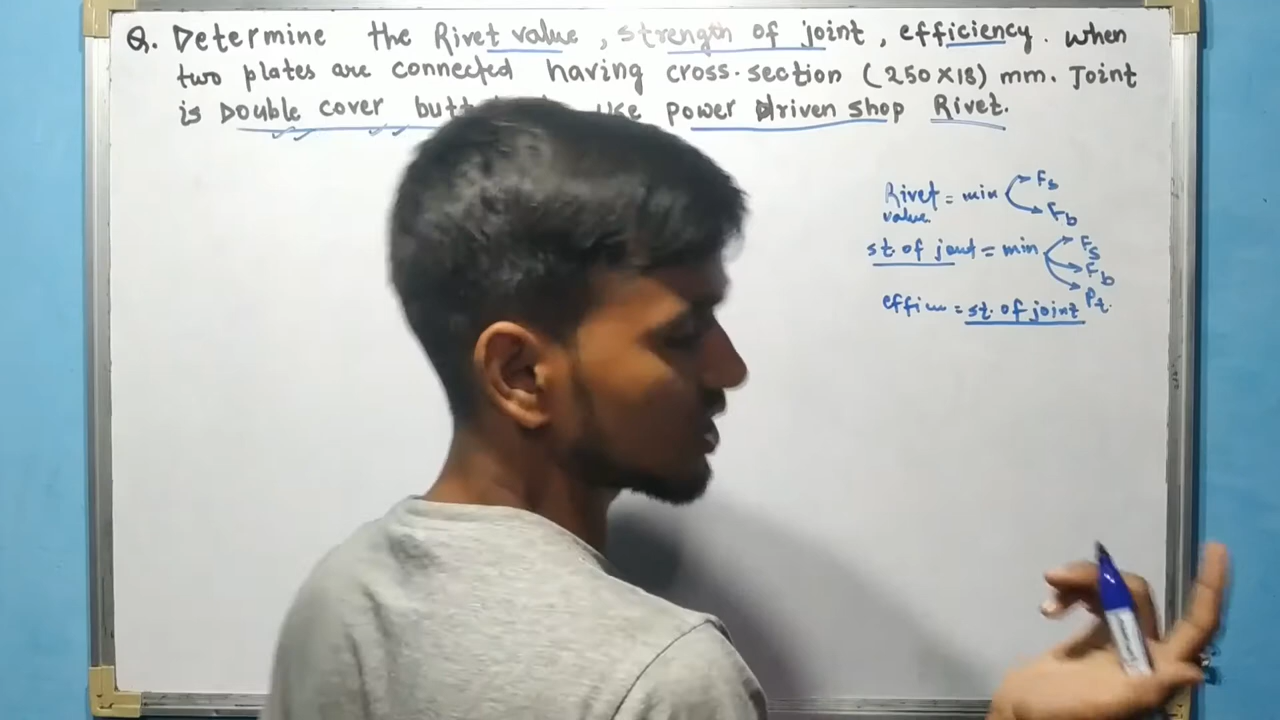 Q. Determine the Rivet value, strength of joint, efficiency. when
two plates are connected having cross-section (250×18) mm. Joint
is Double cover butt use power Driven shop Rivet.
Rivet value = min Fs Fb
st. of joint = min Fs Fb Pt.
= st. of joint